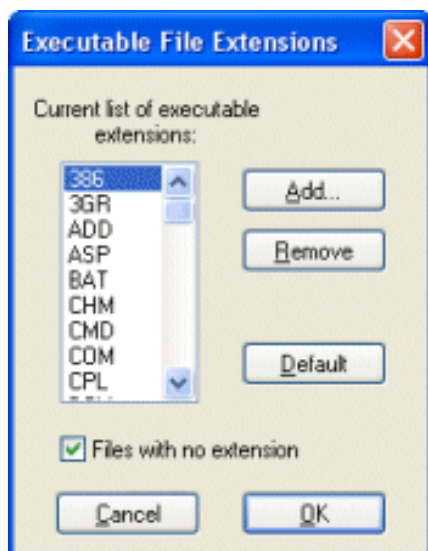 Executable File Extensions
Current list of executable
extensions:
386
3GR
ADD
ASP
BAT
CHM
CMD
COM
CPL
Add...
Remove
Default
Files with no extension
Cancel
OK